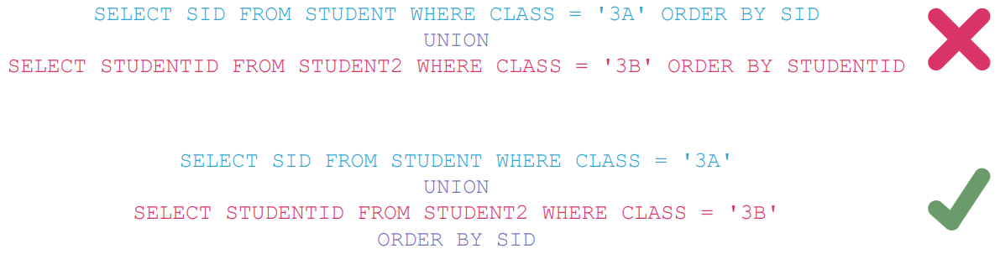 SELECT SID FROM STUDENT WHERE CLASS = '3A' ORDER BY SID
UNION
SELECT STUDENTID FROM STUDENT2 WHERE CLASS = '3B' ORDER BY STUDENTID
SELECT SID FROM STUDENT WHERE CLASS = '3A'
UNION
SELECT STUDENTID FROM STUDENT2 WHERE CLASS = '3B'
ORDER BY SID